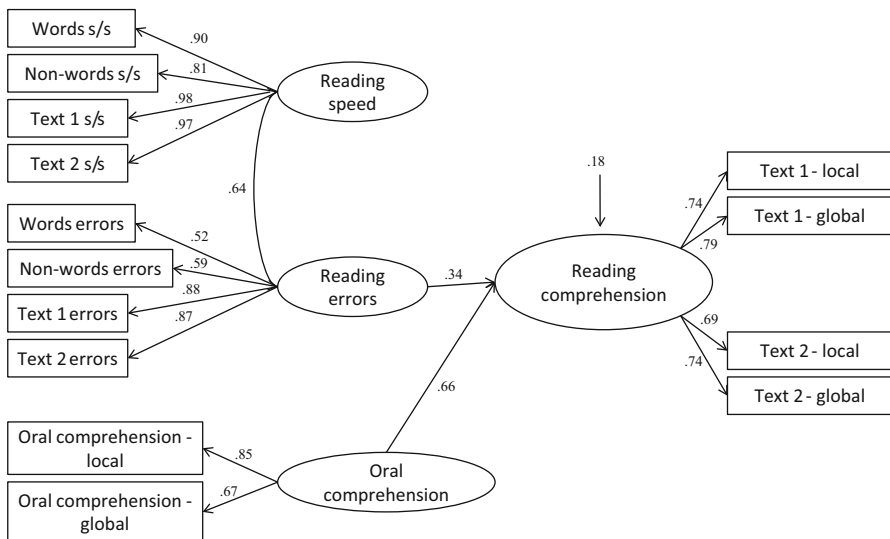 Words s/s
.90
Non-words s/s
.81
Reading
speed
Text 1 s/s
.98
.97
Text 2 s/s
.64
.18
Text 1 - local
.74
Text 1 - global
.79
Words errors
.52
Non-words errors
.59
Reading
errors
.34
Reading
comprehension
Text 1 errors
.88
.87
Text 2 errors
.69
Text 2 - local
.74
Text 2 - global
.66
Oral comprehension -
local
.85
Oral
comprehension
.67
Oral comprehension -
global